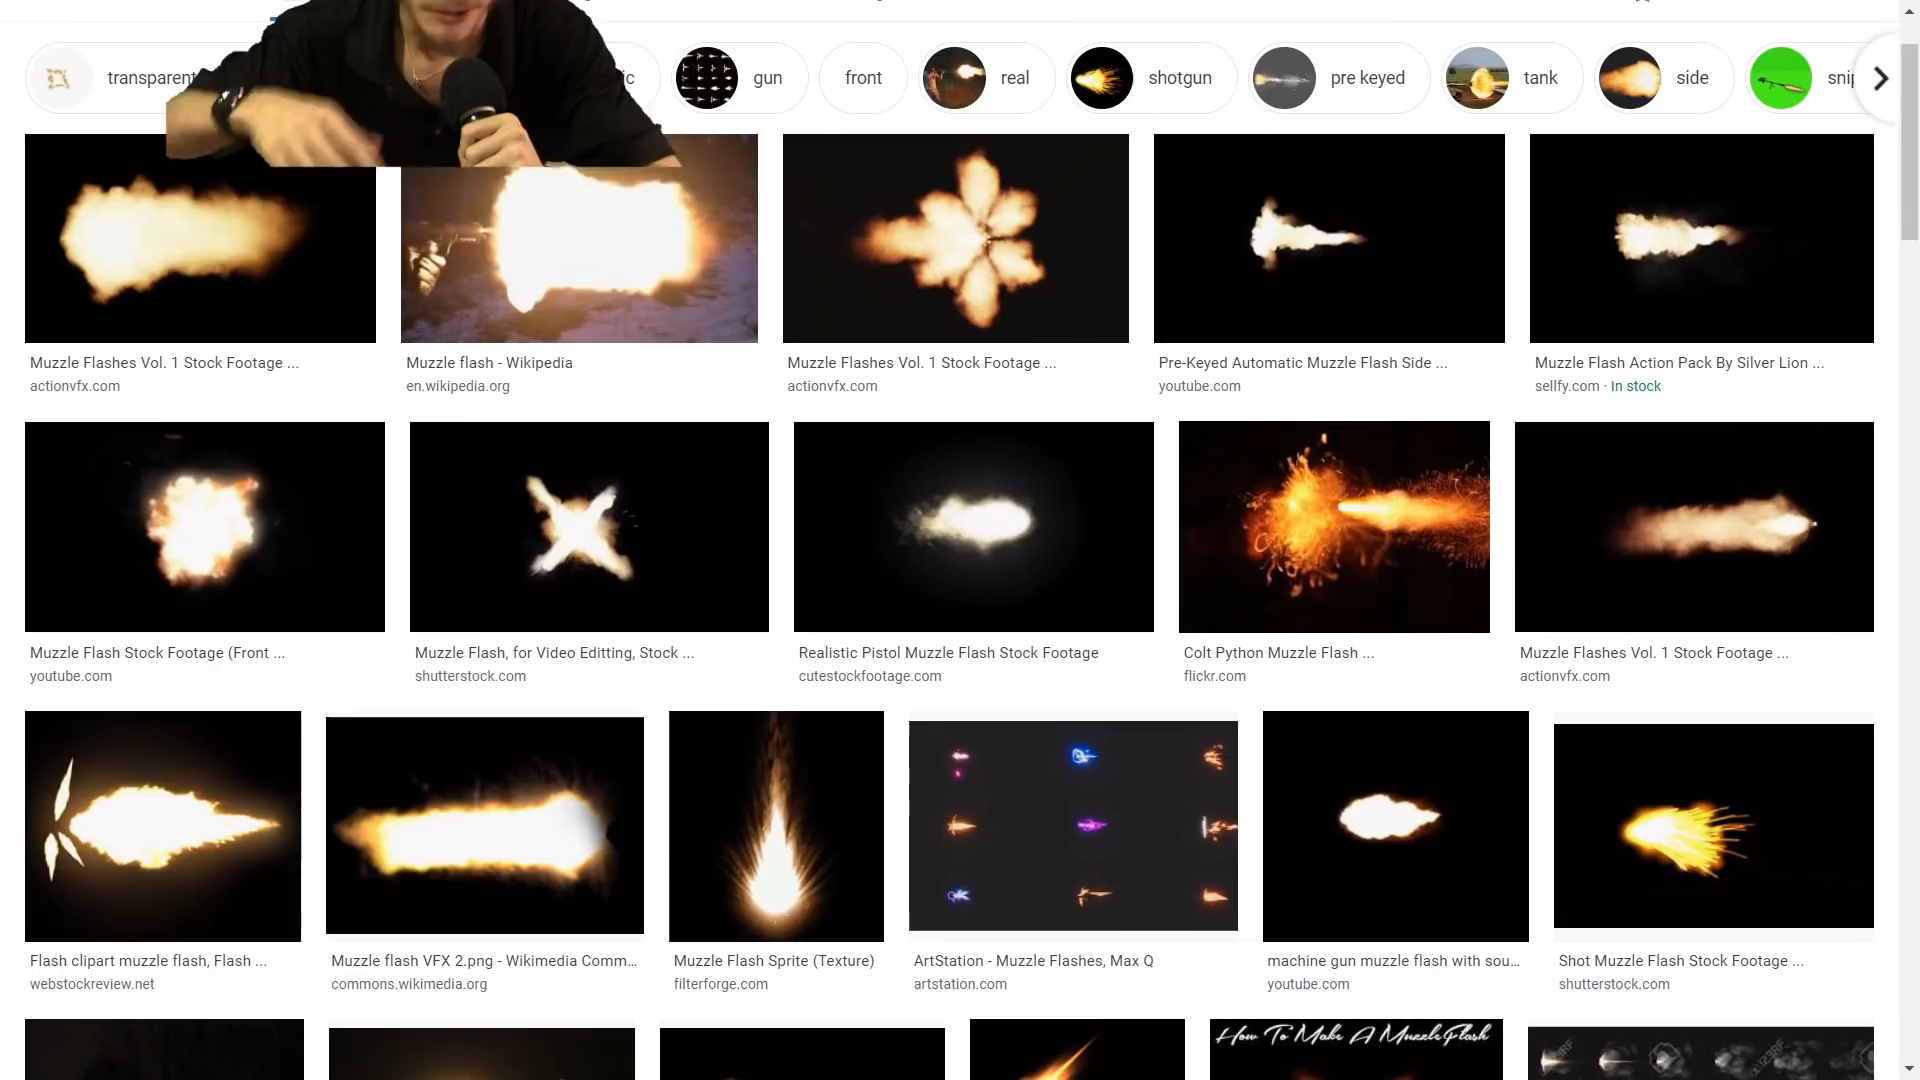 transparent
gun
front
real
shotgun
pre keyed
tank
side
Muzzle Flashes Vol. 1 Stock Footage ...
actionvfx.com
Muzzle flash - Wikipedia
en.wikipedia.org
Muzzle Flashes Vol. 1 Stock Footage ...
actionvfx.com
Pre-Keyed Automatic Muzzle Flash Side ...
youtube.com
Muzzle Flash Action Pack By Silver Lion ...
sellfy.com · In stock
Muzzle Flash Stock Footage (Front ...
youtube.com
Muzzle Flash, for Video Editting, Stock ...
shutterstock.com
Realistic Pistol Muzzle Flash Stock Footage
cutestockfootage.com
Colt Python Muzzle Flash ...
flickr.com
Muzzle Flashes Vol. 1 Stock Footage ...
actionvfx.com
Flash clipart muzzle flash, Flash ...
webstockreview.net
Muzzle flash VFX 2.png - Wikimedia Comm...
commons.wikimedia.org
Muzzle Flash Sprite (Texture)
filterforge.com
ArtStation - Muzzle Flashes, Max Q
artstation.com
machine gun muzzle flash with sou...
youtube.com
Shot Muzzle Flash Stock Footage ...
shutterstock.com
How To Make A Muzzle Flash